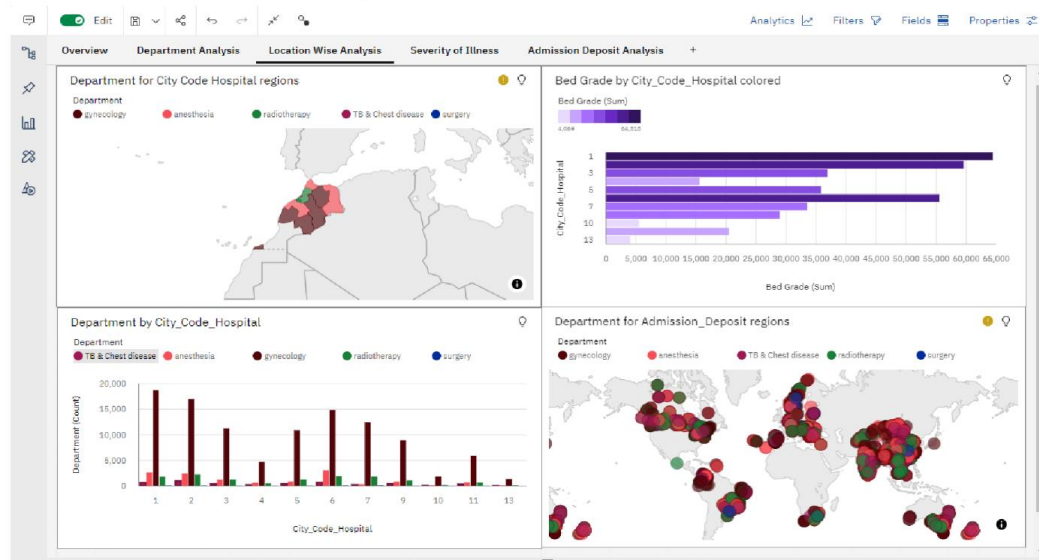 Edit
Analytics Filters Fields Properties
Overview Department Analysis Location Wise Analysis Severity of Illness Admission Deposit Analysis +
Department for City Code Hospital regions
Department
gynecology anesthesia radiotherapy TB & Chest disease surgery
Bed Grade by City_Code_Hospital colored
Bed Grade (Sum)
64,515
City_Code_Hospital
1
3
5
7
10
13
0 5,000 10,000 15,000 20,000 25,000 30,000 35,000 40,000 45,000 50,000 55,000 60,000 65,000
Bed Grade (Sum)
Department by City_Code_Hospital
Department
TB & Chest disease anesthesia gynecology radiotherapy surgery
Department (Count)
20,000
15,000
10,000
5,000
0
1 2 3 4 5 6 7 9 10 11 13
City_Code_Hospital
Department for Admission_Deposit regions
Department
gynecology anesthesia TB & Chest disease radiotherapy surgery